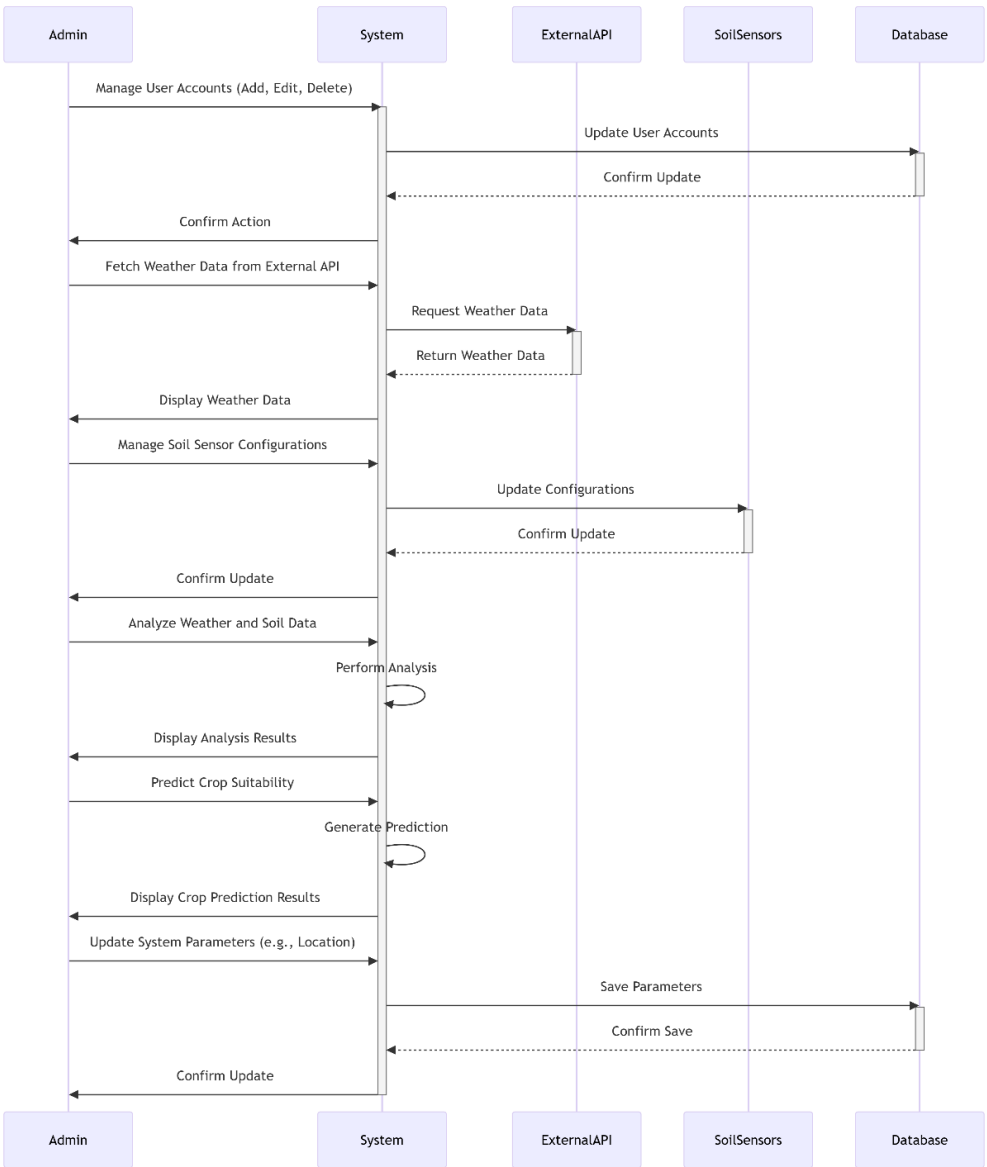 Admin
System
ExternalAPI
SoilSensors
Database
Manage User Accounts (Add, Edit, Delete)
Update User Accounts
Confirm Update
Confirm Action
Fetch Weather Data from External API
Request Weather Data
Return Weather Data
Display Weather Data
Manage Soil Sensor Configurations
Update Configurations
Confirm Update
Confirm Update
Analyze Weather and Soil Data
Perform Analysis
Display Analysis Results
Predict Crop Suitability
Generate Prediction
Display Crop Prediction Results
Update System Parameters (e.g., Location)
Save Parameters
Confirm Save
Confirm Update
Admin
System
ExternalAPI
SoilSensors
Database